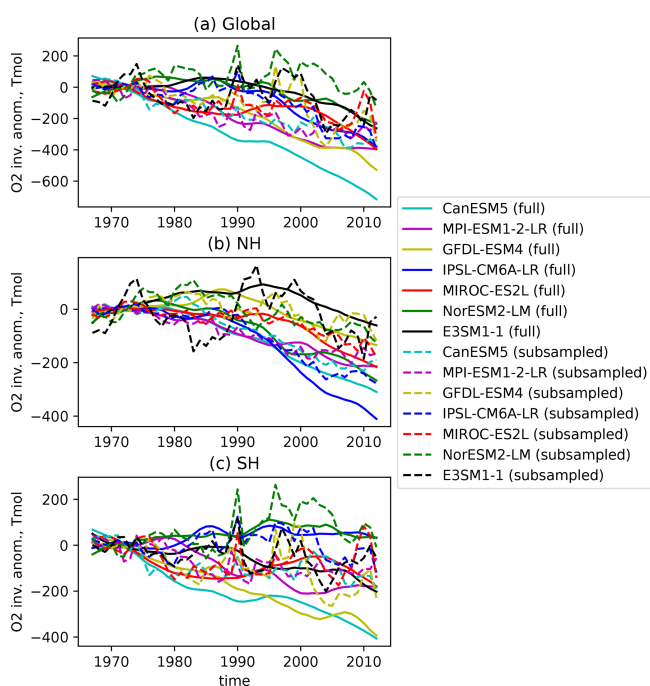 (a) Global
O2 inv. anom., Tmol
200
0
−200
−400
−600
1970
1980
1990
2000
2010
(b) NH
O2 inv. anom., Tmol
0
−200
−400
1970
1980
1990
2000
2010
(c) SH
O2 inv. anom., Tmol
200
0
−200
−400
1970
1980
1990
2000
2010
time
CanESM5 (full)
MPI-ESM1-2-LR (full)
GFDL-ESM4 (full)
IPSL-CM6A-LR (full)
MIROC-ES2L (full)
NorESM2-LM (full)
E3SM1-1 (full)
CanESM5 (subsampled)
MPI-ESM1-2-LR (subsampled)
GFDL-ESM4 (subsampled)
IPSL-CM6A-LR (subsampled)
MIROC-ES2L (subsampled)
NorESM2-LM (subsampled)
E3SM1-1 (subsampled)